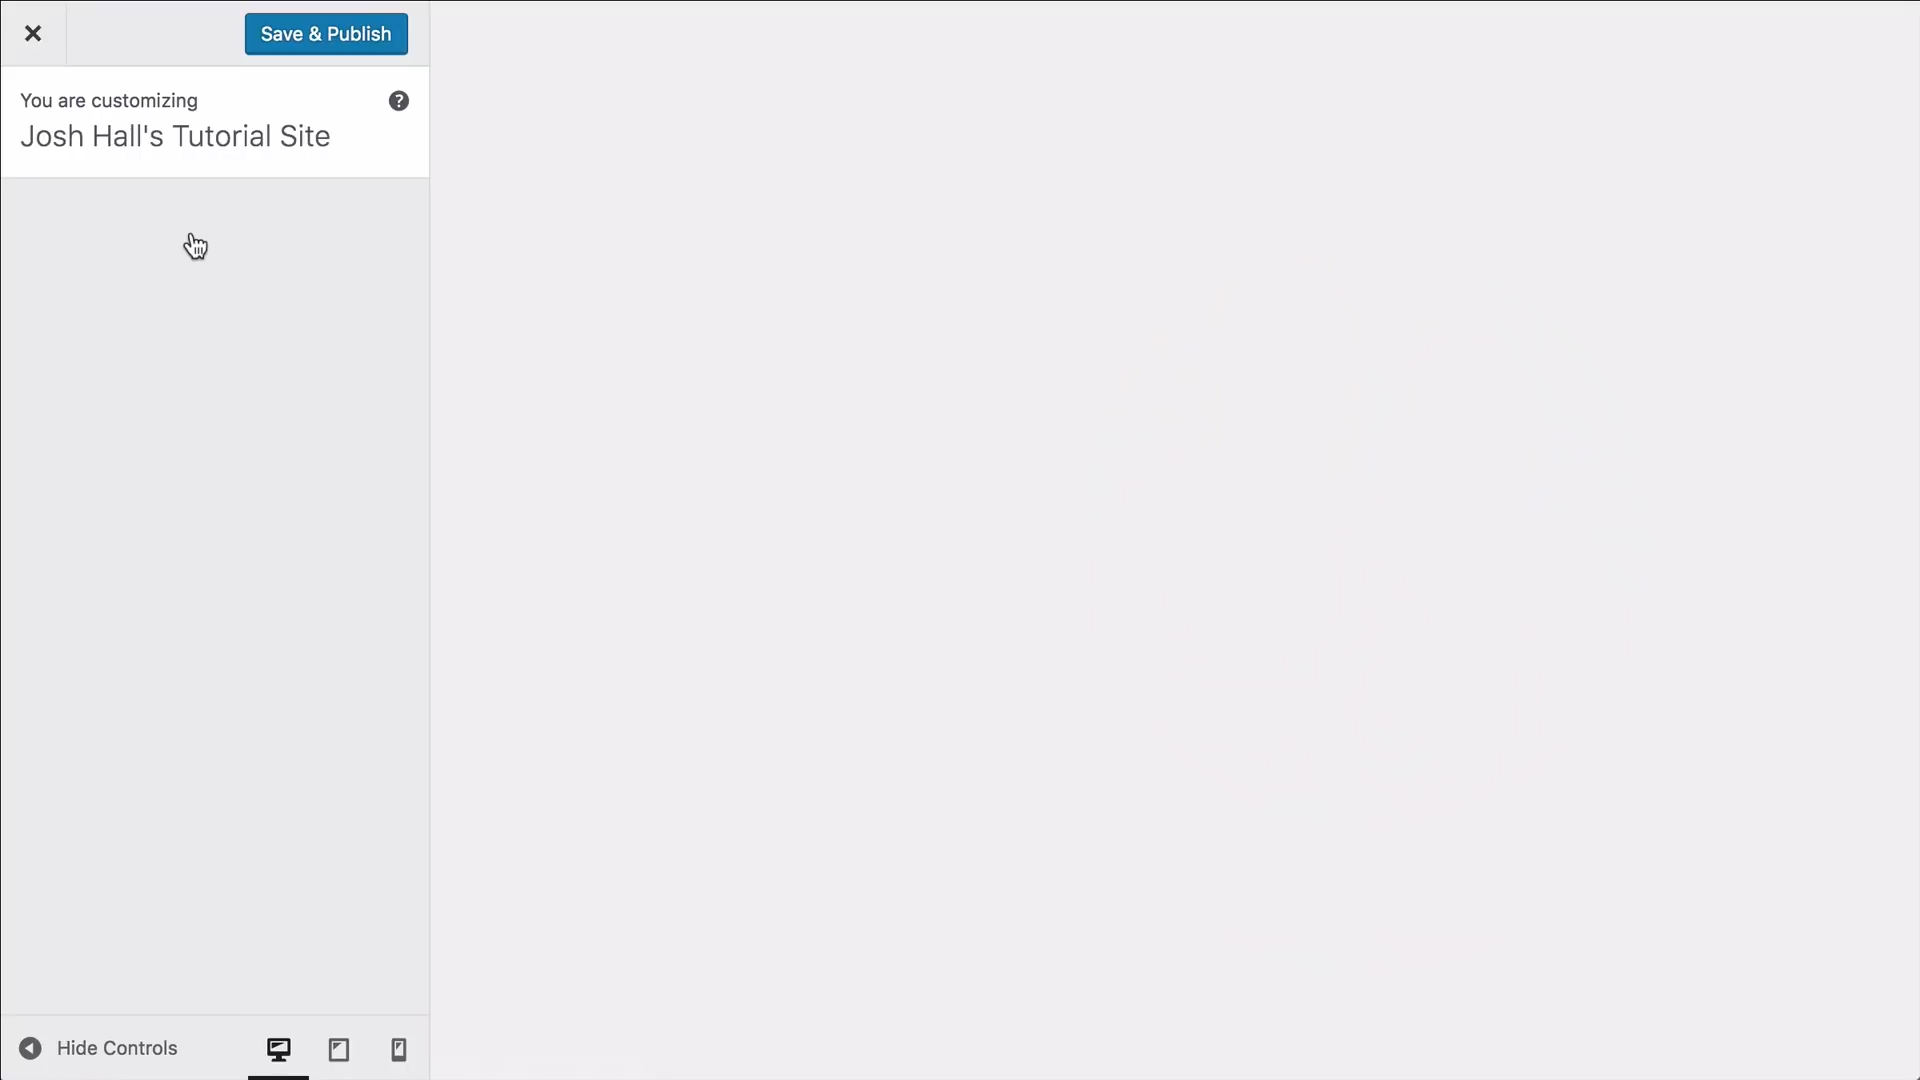 Save & Publish
You are customizing
Josh Hall's Tutorial Site
Hide Controls